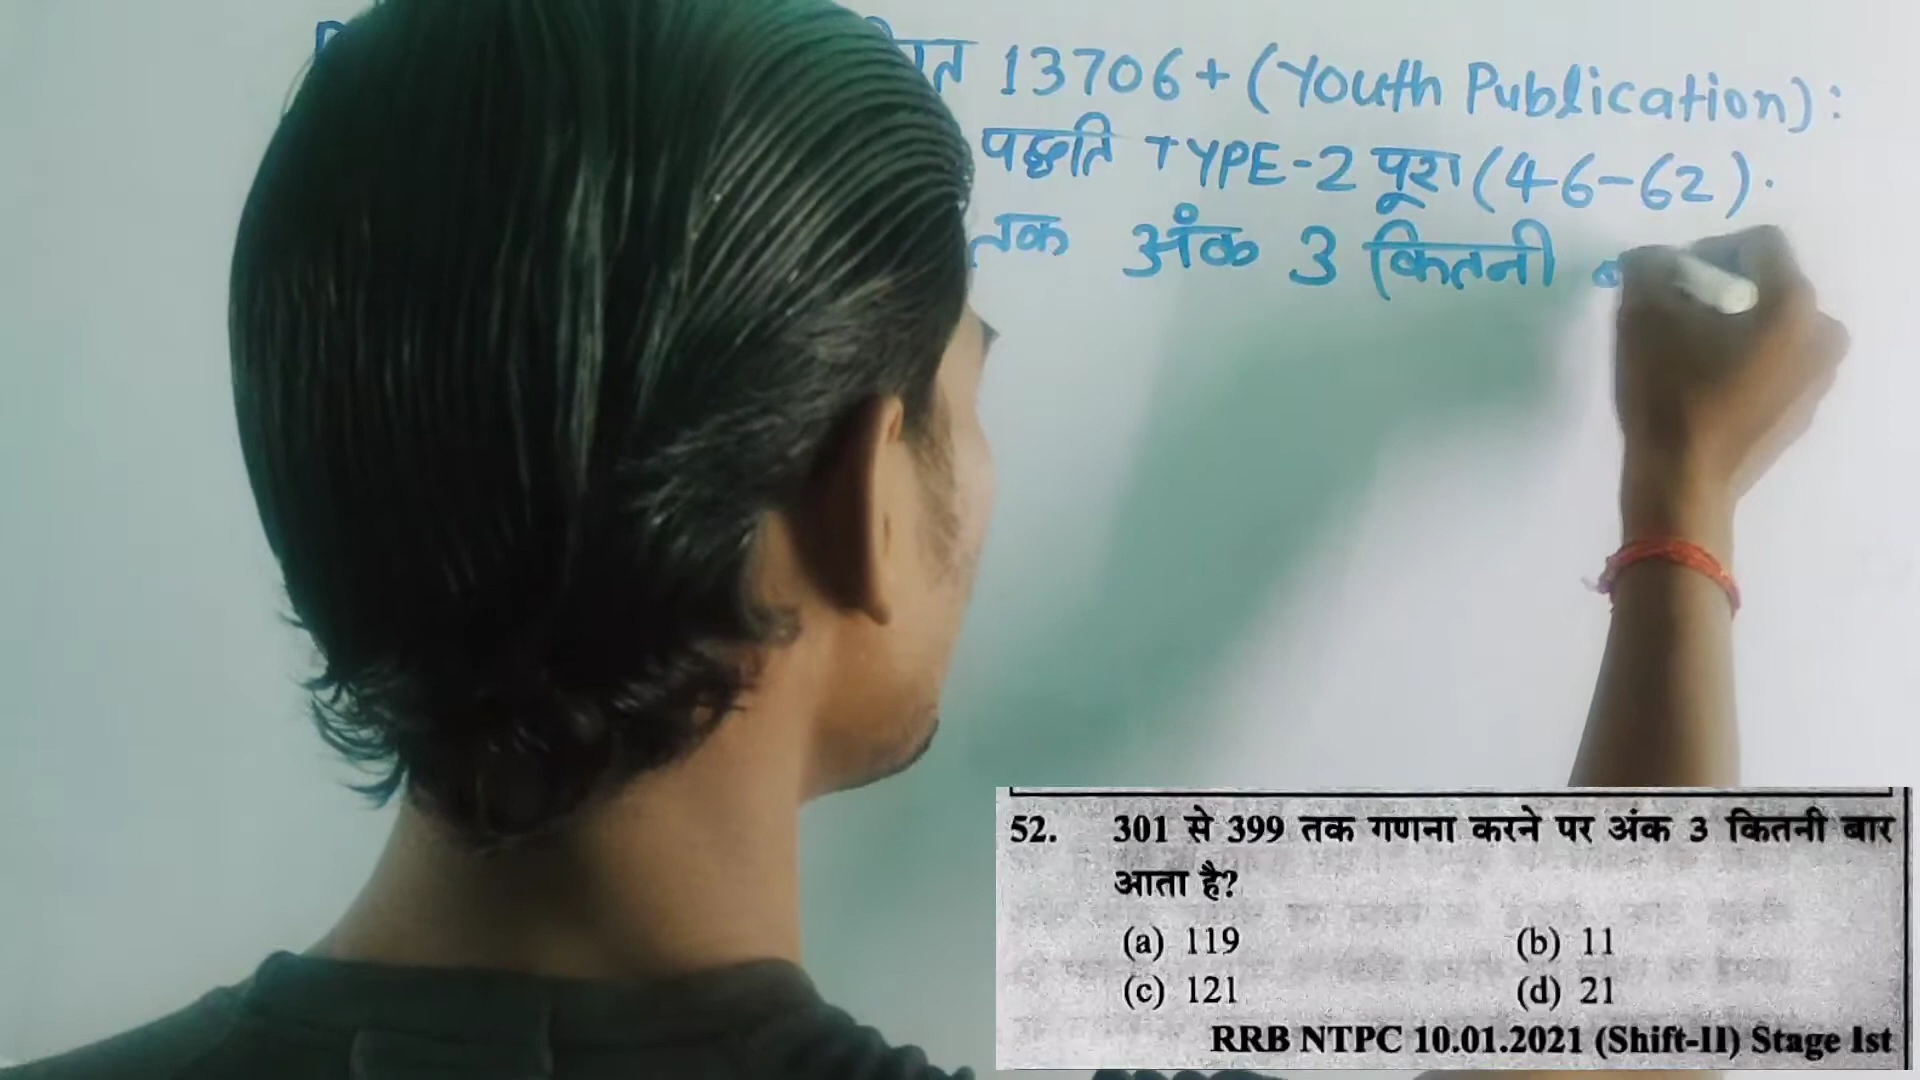 13706+ (Youth Publication):
पद्धति TYPE-2 पूरा (46-62).
तक अंक 3 कितनी
52. 301 से 399 तक गणना करने पर अंक 3 कितनी बार
आता है?
(a) 119 (b) 11
(c) 121 (d) 21
RRB NTPC 10.01.2021 (Shift-II) Stage Ist